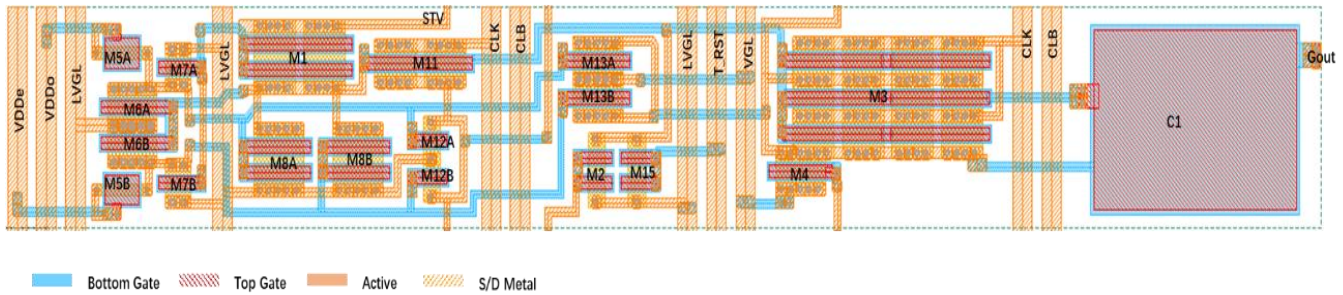 STV
VDDe
VDDo
LVGL
M5A
M7A
LVGL
M1
M11
CLK
CLB
M13A
LVGL
T_RST
VGL
CLK
CLB
Gout
M6A
M13B
M3
C1
M6B
M8A
M8B
M12A
M12B
M2
M15
M4
M5B
M7B
Bottom Gate
Top Gate
Active
S/D Metal